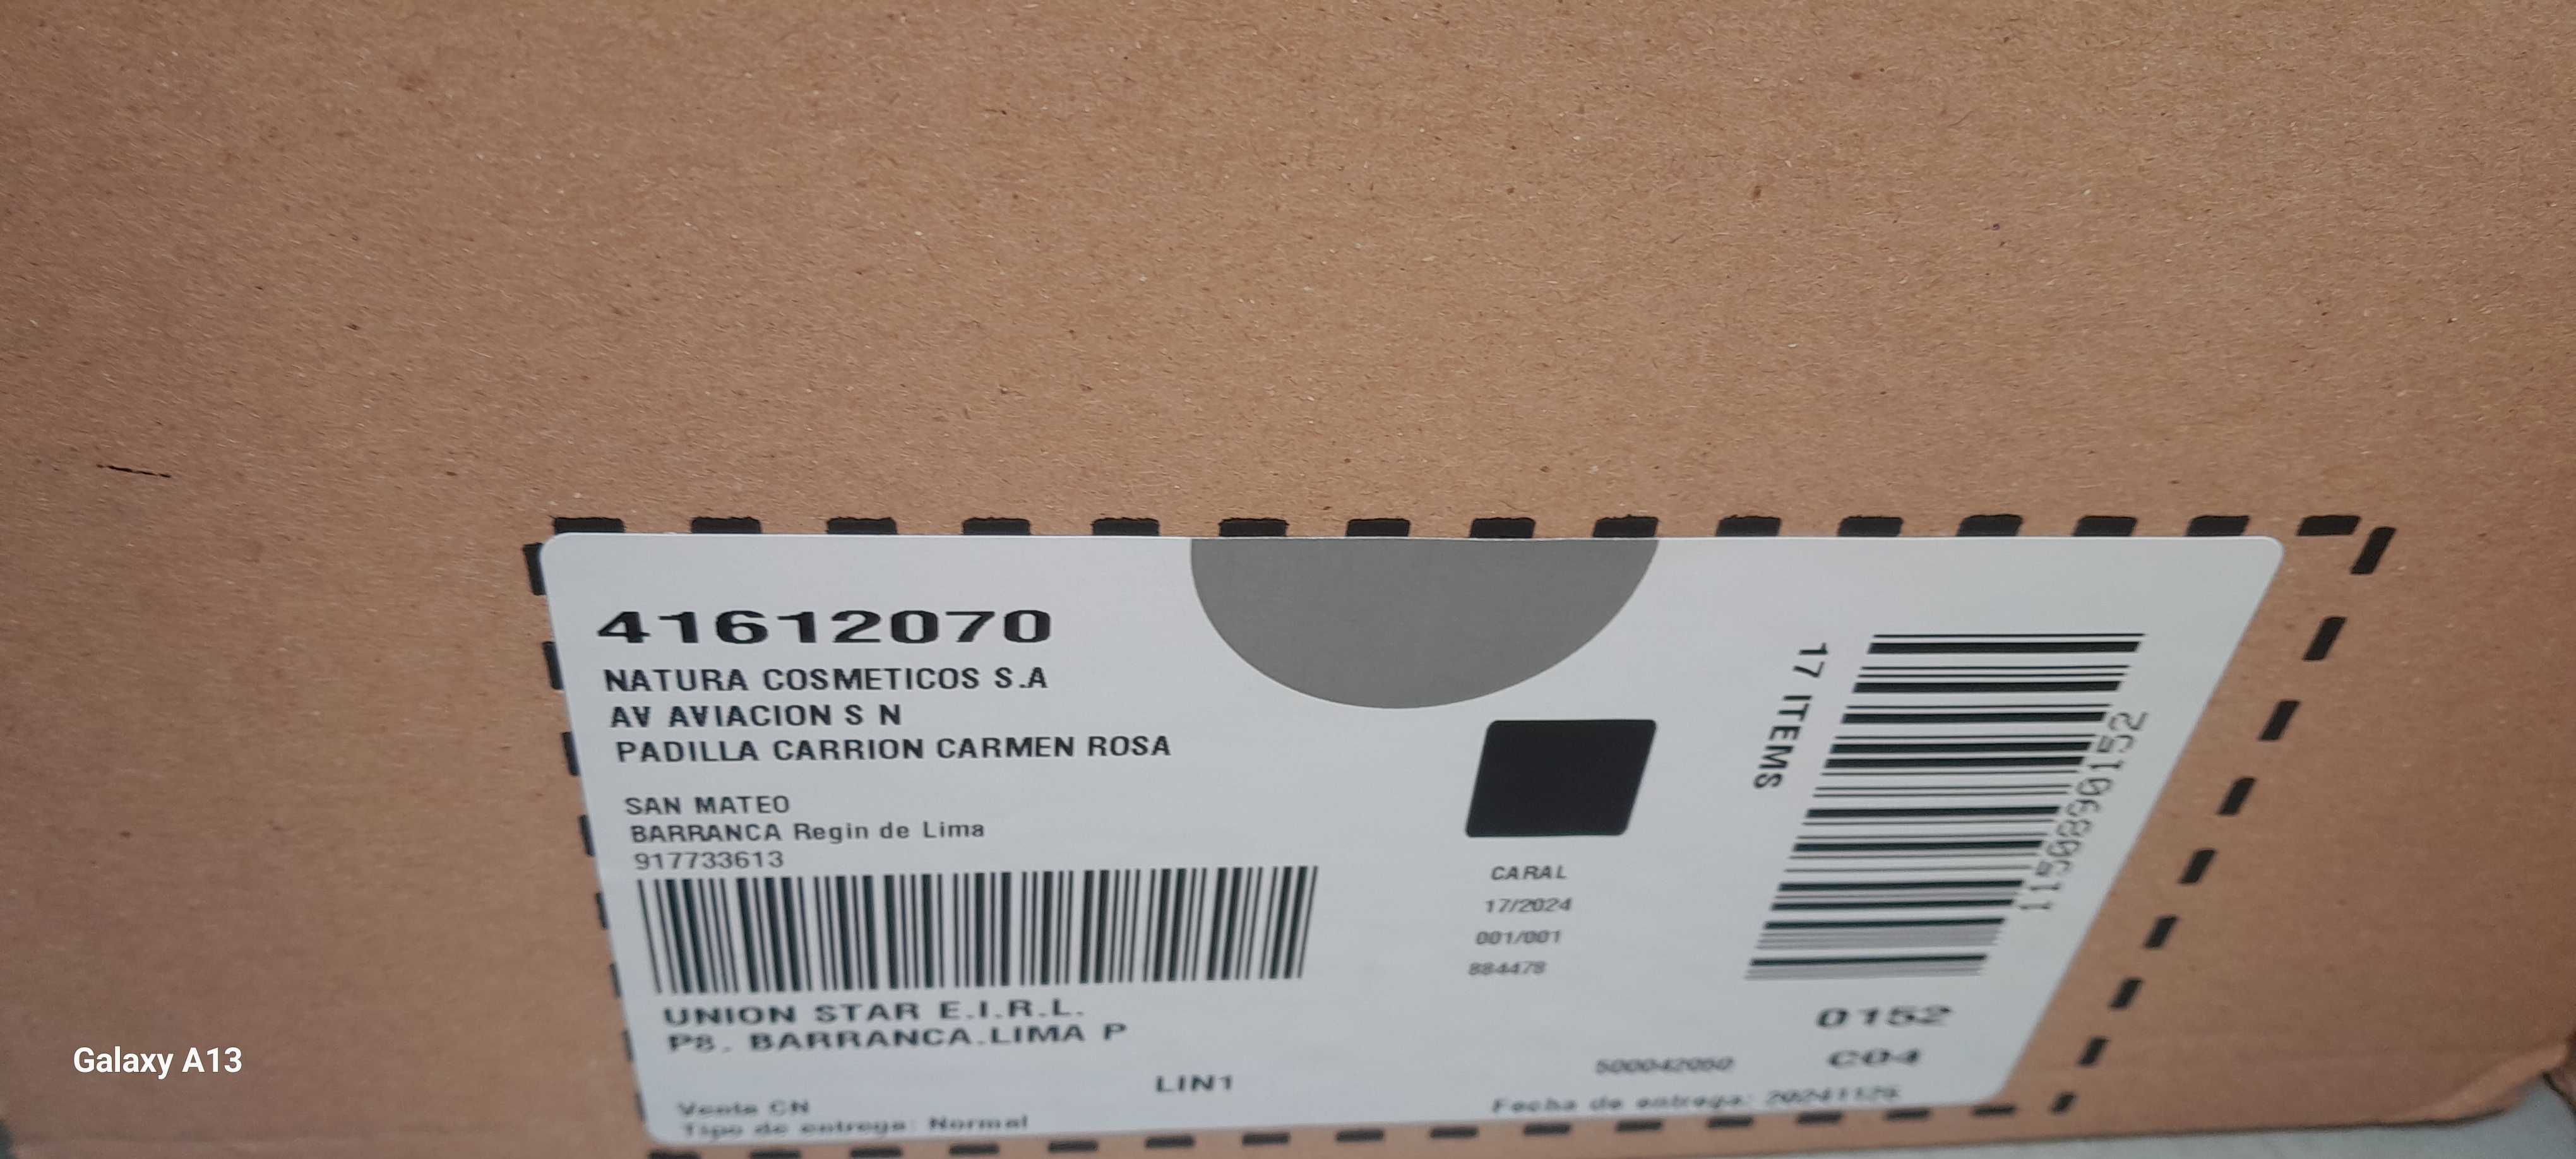 41612070
NATURA COSMETICOS S.A
AV AVIACION S N
PADILLA CARRION CARMEN ROSA
SAN MATEO
BARRANCA Regin de Lima
917733613
UNION STAR E.I.R.L.
P8. BARRANCA.LIMA P
LIN1
Venta CN
Tipo de entrega: Normal
CARAL
17/2024
001/001
884478
17 ITEMS
1150890152
0152
C04
Fecha de entrega:
Galaxy A13